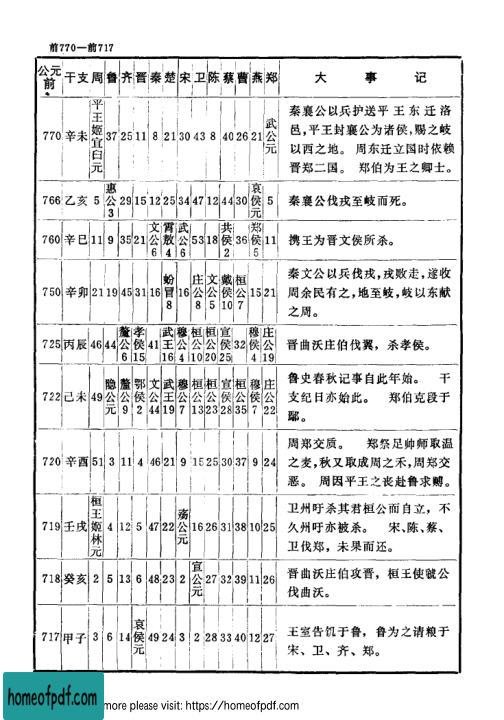 前770—前717
公元前 干支 周 鲁 齐 晋 秦 楚 宋 卫 陈 蔡 曹 燕 郑 大事记
770 辛未 平王姬宜臼元 37 25 11 8 21 30 43 8 40 26 21 武公元
秦襄公以兵护送平王东迁洛
邑,平王封襄公为诸侯,赐之岐
以西之地。 周东迁立国时依赖
晋郑二国。 郑伯为王之卿士。
766 乙亥 5 惠公3 29 15 12 25 34 47 12 44 30 哀侯元 5 秦襄公伐戎至岐而死。
760 辛巳 11 9 35 21 文公6 霄敖4 武公6 53 18 共侯2 36 郑侯5 11 携王为晋文侯所杀。
750 辛卯 21 19 45 31 16 蚡冒8 16 庄公8 文公5 戴侯10 桓公7 15 21
秦文公以兵伐戎,戎败走,遂收
周余民有之,地至岐,岐以东献
之周。
725 丙辰 46 44 釐公6 孝侯15 41 武王16 穆公4 桓公10 桓公20 宣侯25 32 穆侯4 庄公19 晋曲沃庄伯伐翼,杀孝侯。
722 己未 49 隐公元 釐公9 鄂侯2 文公44 武王19 穆公7 桓公13 桓公23 宣侯28 桓公35 穆侯7 庄公22
鲁史春秋记事自此年始。 干
支纪日亦始此。 郑伯克段于
鄢。
720 辛酉 51 3 11 4 46 21 9 15 25 30 37 9 24
周郑交质。 郑祭足帅师取温
之麦,秋又取成周之禾,周郑交
恶。 周因平王之丧赴鲁求赙。
719 壬戌 桓王姬林元 4 12 5 47 22 殇公元 16 26 31 38 10 25
卫州吁杀其君桓公而自立,不
久州吁亦被杀。 宋、陈、蔡、
卫伐郑,未果而还。
718 癸亥 2 5 13 6 48 23 2 宣公元 27 32 39 11 26
晋曲沃庄伯攻晋,桓王使虢公
伐曲沃。
717 甲子 3 6 14 哀侯元 49 24 3 2 28 33 40 12 27
王室告饥于鲁,鲁为之请粮于
宋、卫、齐、郑。
homeofpdf.com
more please visit: https://homeofpdf.com